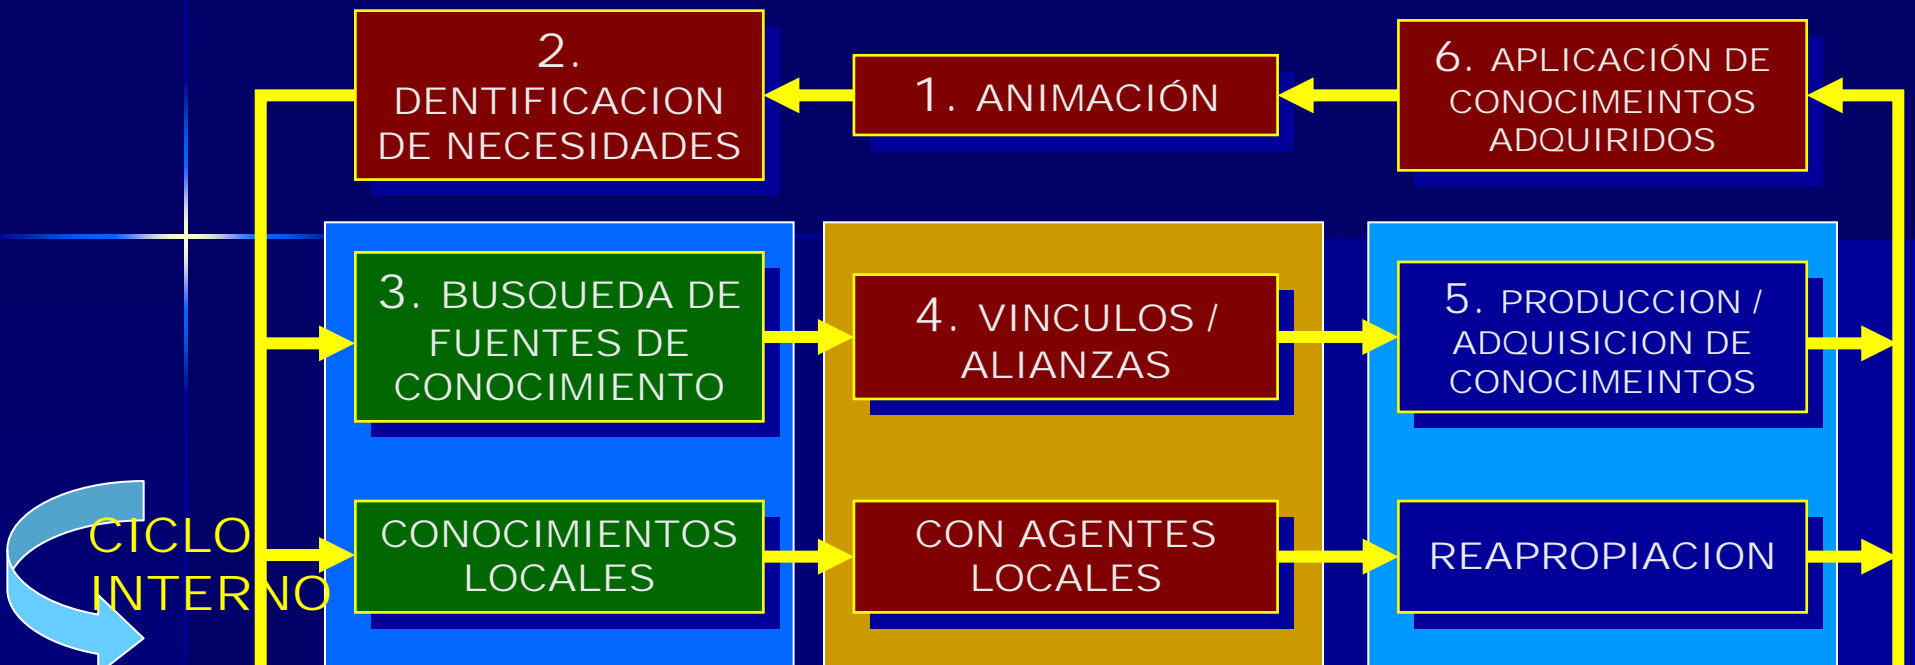 2.
DENTIFICACION
DE NECESIDADES
1. ANIMACIÓN
6. APLICACIÓN DE
CONOCIMEINTOS
ADQUIRIDOS
3. BUSQUEDA DE
FUENTES DE
CONOCIMIENTO
4. VINCULOS /
ALIANZAS
5. PRODUCCION /
ADQUISICION DE
CONOCIMEINTOS
CICLO
INTERNO
CONOCIMIENTOS
LOCALES
CON AGENTES
LOCALES
REAPROPIACION